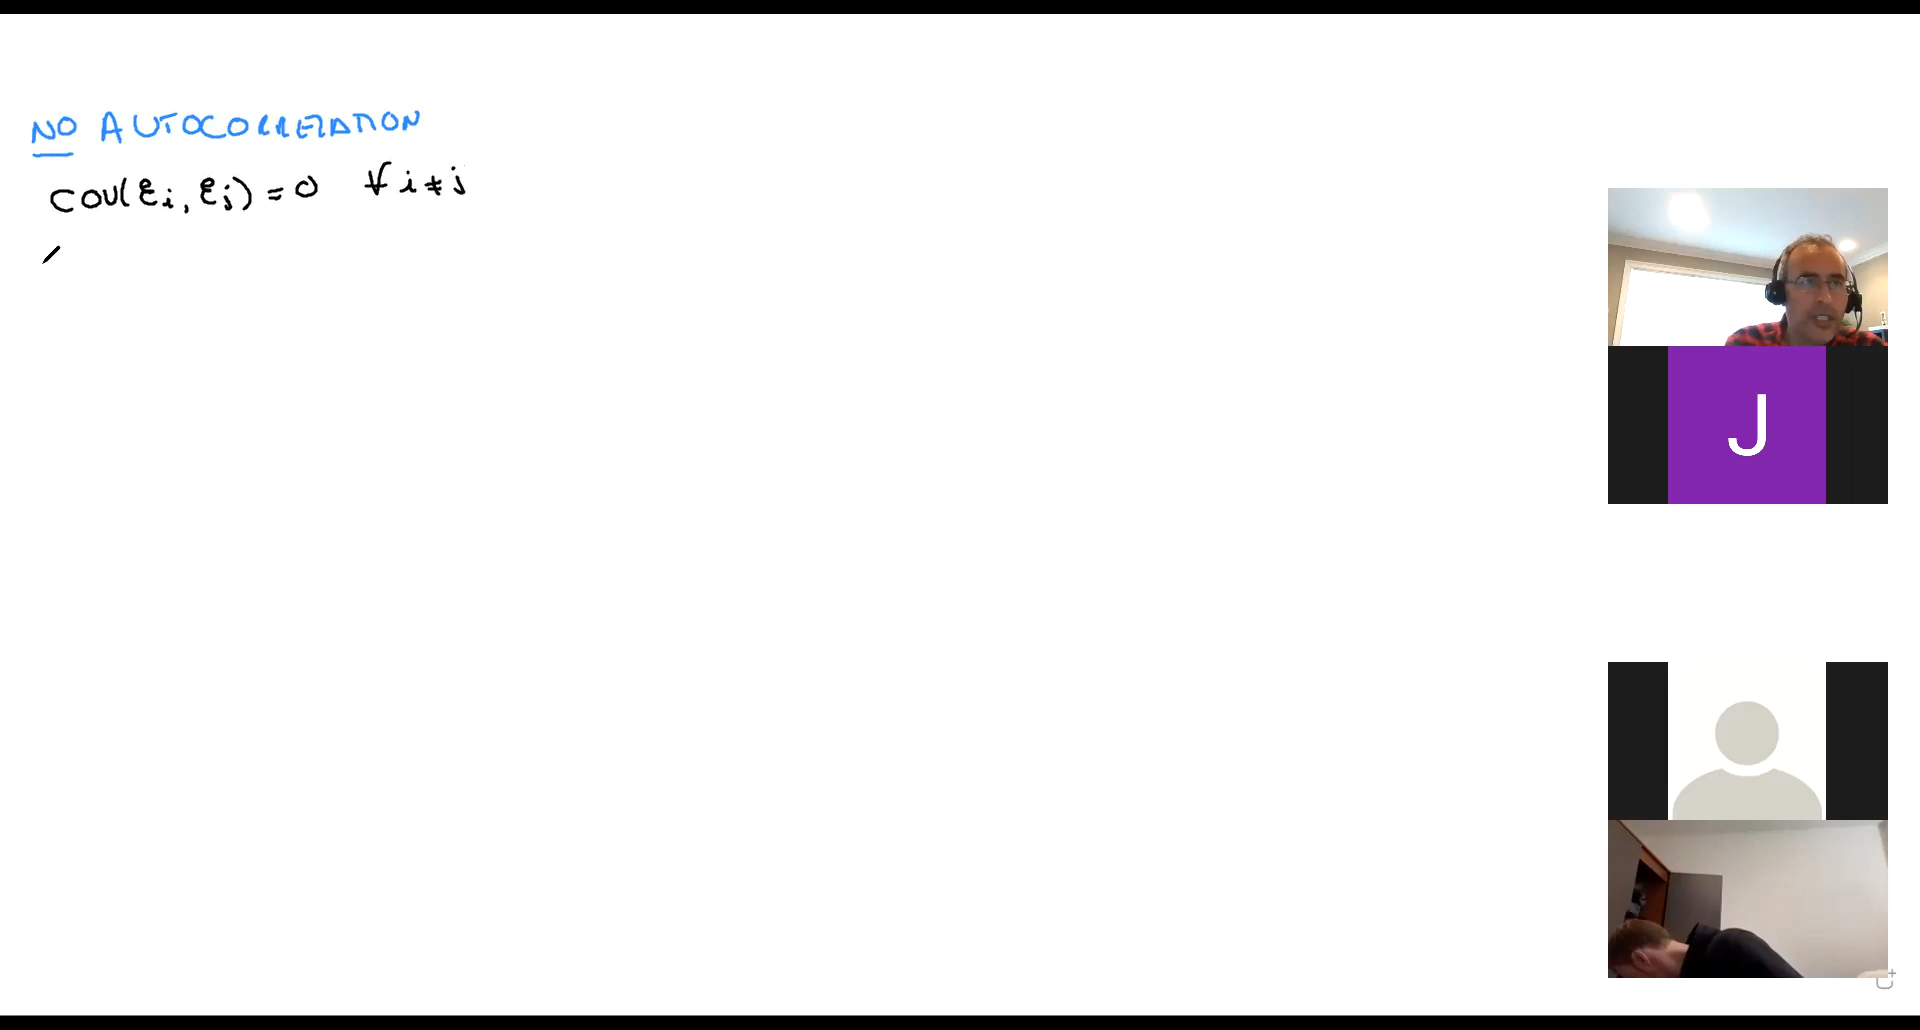 NO AUTOCORRELATION
COV(εi, εj) = 0 ∀ i ≠ j
J